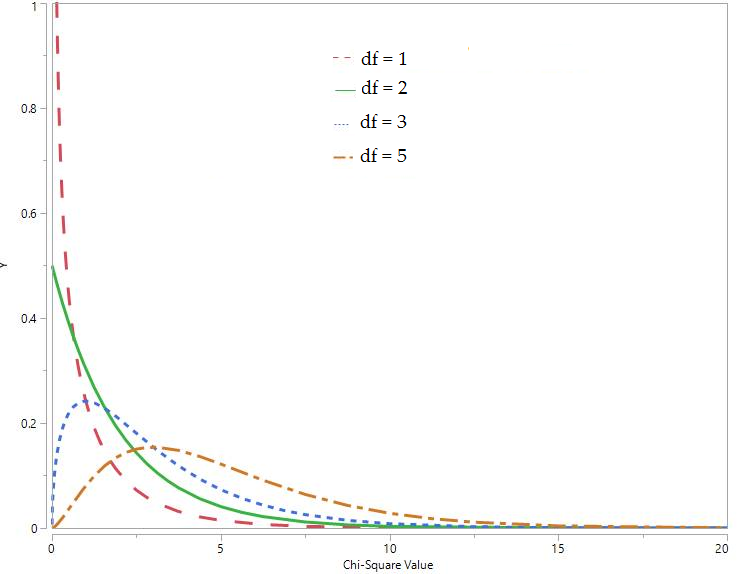 1
0.8
0.6
0.4
0.2
0
Y
df = 1
df = 2
df = 3
df = 5
0 5 10 15 20
Chi-Square Value